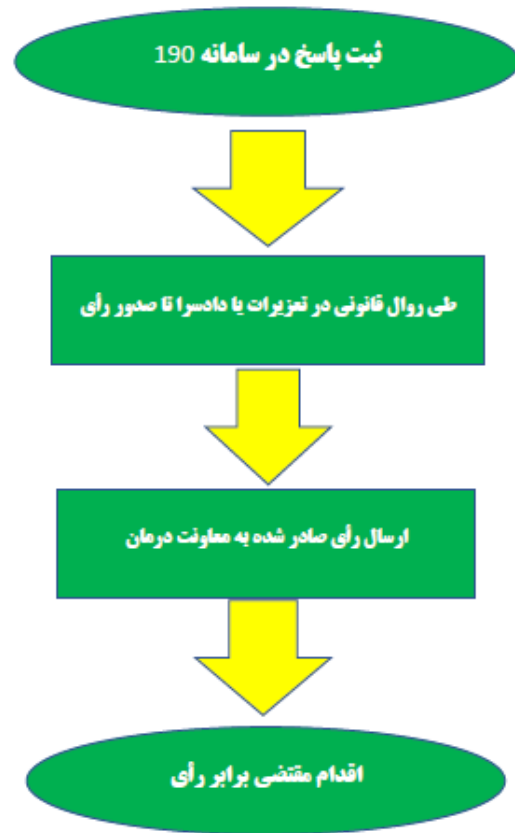 ثبت پاسخ در سامانه 190
طی روال قانونی در تعزیرات یا دادسرا تا صدور رأی
ارسال رأی صادر شده به معاونت درمان
اقدام مقتضی برابر رأی